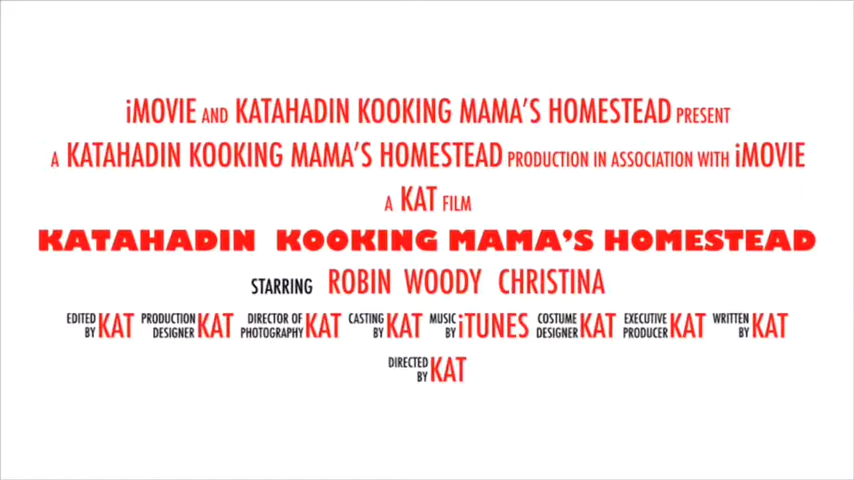 iMOVIE AND KATAHADIN KOOKING MAMA'S HOMESTEAD PRESENT
A KATAHADIN KOOKING MAMA'S HOMESTEAD PRODUCTION IN ASSOCIATION WITH iMOVIE
A KAT FILM
KATAHADIN KOOKING MAMA'S HOMESTEAD
STARRING ROBIN WOODY CHRISTINA
EDITED BY KAT PRODUCTION DESIGNER KAT DIRECTOR OF PHOTOGRAPHY KAT CASTING BY KAT MUSIC BY iTUNES COSTUME DESIGNER KAT EXECUTIVE PRODUCER KAT WRITTEN BY KAT
DIRECTED BY KAT